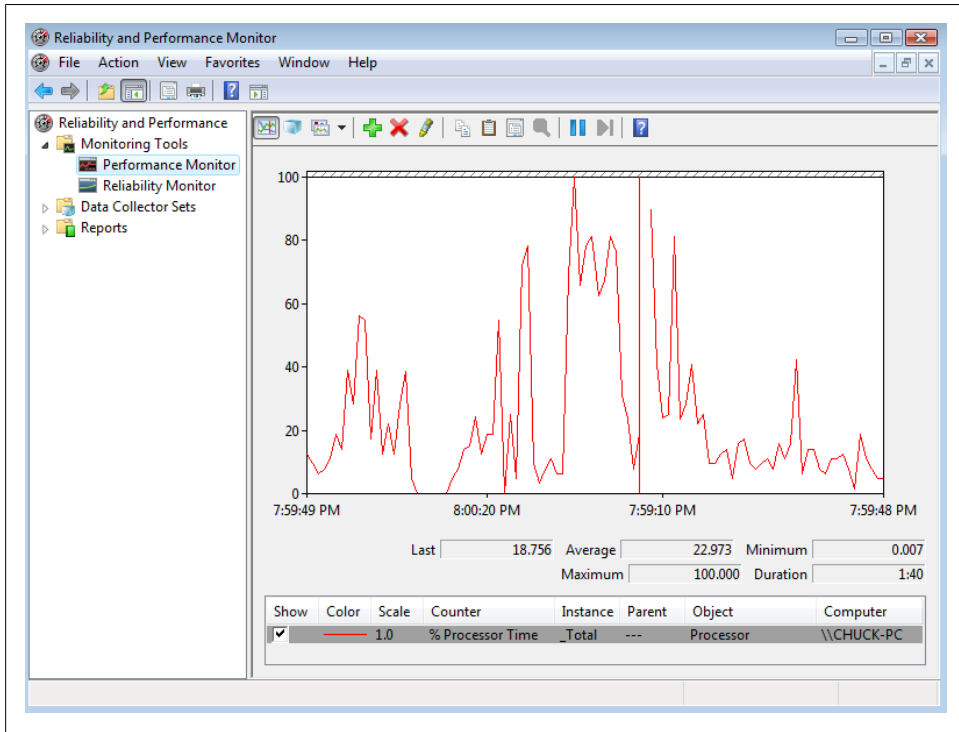 Reliability and Performance Monitor
File Action View Favorites Window Help
Reliability and Performance
Monitoring Tools
Performance Monitor
Reliability Monitor
Data Collector Sets
Reports
100
80
60
40
20
0
7:59:49 PM 8:00:20 PM 7:59:10 PM 7:59:48 PM
Last 18.756 Average 22.973 Minimum 0.007
Maximum 100.000 Duration 1:40
Show Color Scale Counter Instance Parent Object Computer
1.0 % Processor Time _Total --- Processor \\CHUCK-PC